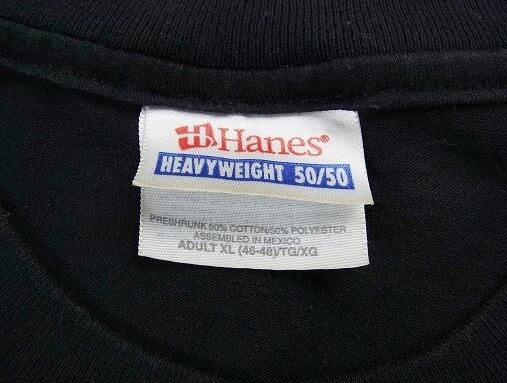 Hanes®
HEAVYWEIGHT 50/50
PRESHRUNK 50% COTTON/50% POLYESTER
ASSEMBLED IN MEXICO
ADULT XL (46-48)/TG/XG